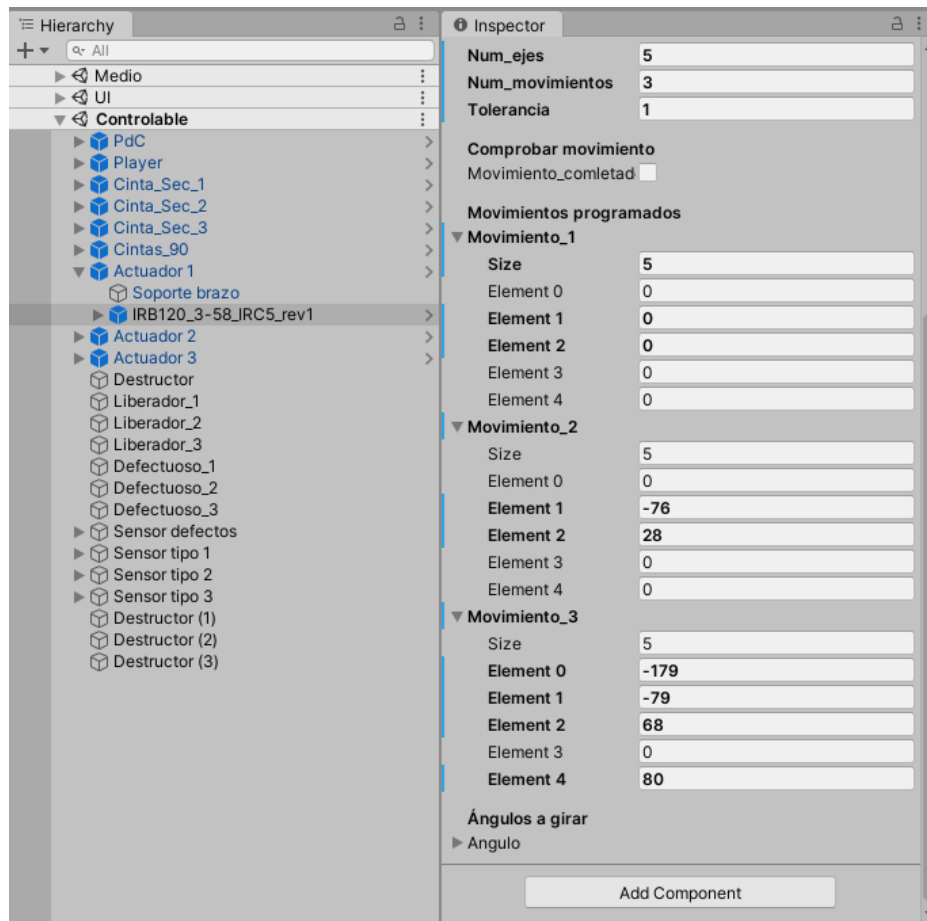 Hierarchy
All
Medio
UI
Controlable
PdC
Player
Cinta_Sec_1
Cinta_Sec_2
Cinta_Sec_3
Cintas_90
Actuador 1
Soporte brazo
IRB120_3-58_IRC5_rev1
Actuador 2
Actuador 3
Destructor
Liberador_1
Liberador_2
Liberador_3
Defectuoso_1
Defectuoso_2
Defectuoso_3
Sensor defectos
Sensor tipo 1
Sensor tipo 2
Sensor tipo 3
Destructor (1)
Destructor (2)
Destructor (3)
Inspector
Num_ejes 5
Num_movimientos 3
Tolerancia 1
Comprobar movimiento
Movimiento_comletad
Movimientos programados
Movimiento_1
Size 5
Element 0 0
Element 1 0
Element 2 0
Element 3 0
Element 4 0
Movimiento_2
Size 5
Element 0 0
Element 1 -76
Element 2 28
Element 3 0
Element 4 0
Movimiento_3
Size 5
Element 0 -179
Element 1 -79
Element 2 68
Element 3 0
Element 4 80
Ángulos a girar
Angulo
Add Component